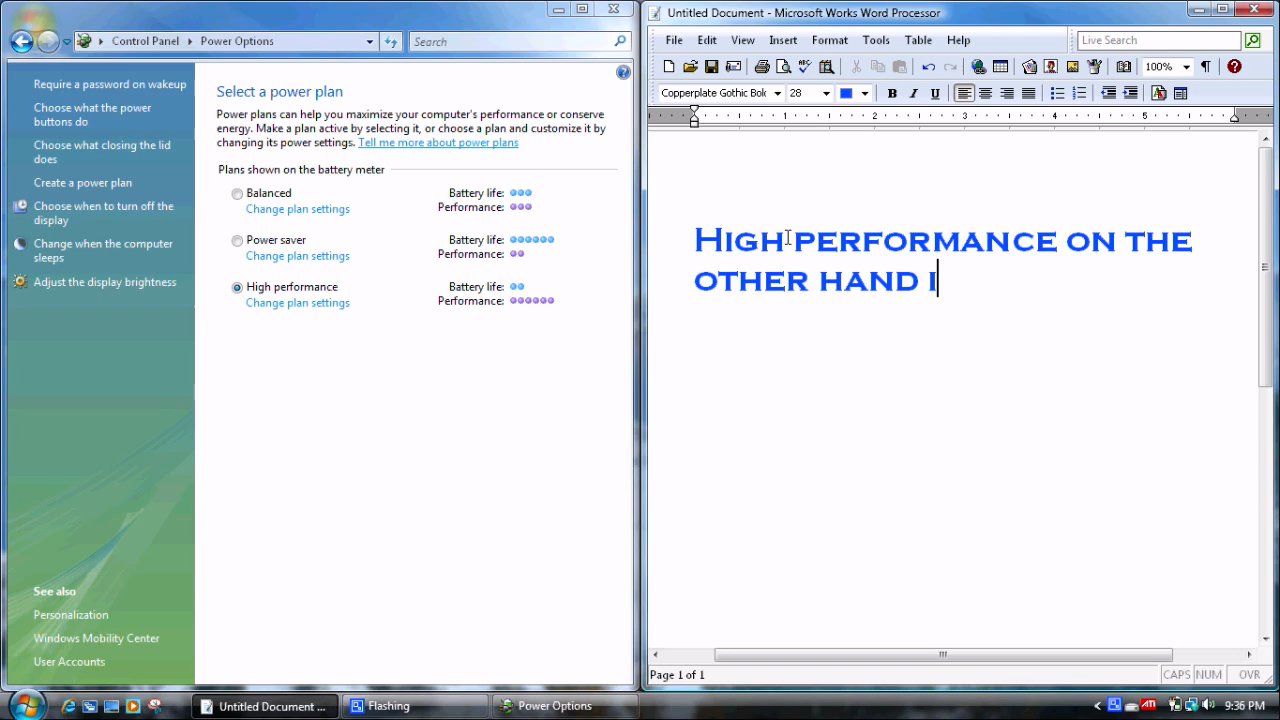 Control Panel
Power Options
Search
Require a password on wakeup
Choose what the power
buttons do
Choose what closing the lid
does
Create a power plan
Choose when to turn off the
display
Change when the computer
sleeps
Adjust the display brightness
See also
Personalization
Windows Mobility Center
User Accounts
Select a power plan
Power plans can help you maximize your computer's performance or conserve
energy. Make a plan active by selecting it, or choose a plan and customize it by
changing its power settings. Tell me more about power plans
Plans shown on the battery meter
Balanced Battery life:
Change plan settings Performance:
Power saver Battery life:
Change plan settings Performance:
High performance Battery life:
Change plan settings Performance:
Untitled Document - Microsoft Works Word Processor
File Edit View Insert Format Tools Table Help
Live Search
100%
Copperplate Gothic Bok 28 B I U
1 2 3 4 5
High performance on the
other hand i
Page 1 of 1 CAPS NUM OVR
Untitled Document ... Flashing Power Options ATI 9:36 PM